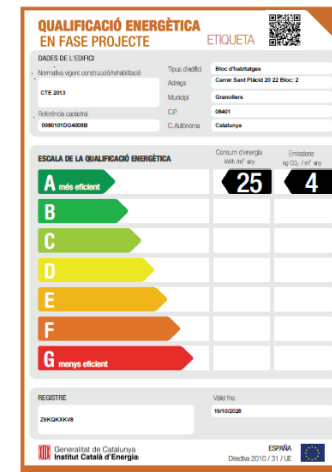 QUALIFICACIÓ ENERGÈTICA
EN FASE PROJECTE ETIQUETA
DADES DE L'EDIFICI
Normativa vigent construcció/rehabilitació
CTE 2013
Referència cadastral
Tipus d'edifici Bloc d'habitatges
Adreça Carrer Sant Plàcid 20 22 Bloc: 2
Municipi Granollers
C.P. 08401
C.Autònoma Catalunya
ESCALA DE LA QUALIFICACIÓ ENERGÈTICA
Consum d'energia
kWh /m² any
Emissions
kg CO₂ / m² any
A més eficient 25 4
B
C
D
E
F
G menys eficient
REGISTRE
Vàlid fins
19/10/2028
Generalitat de Catalunya
Institut Català d'Energia
ESPAÑA
Directiva 2010 / 31 / UE